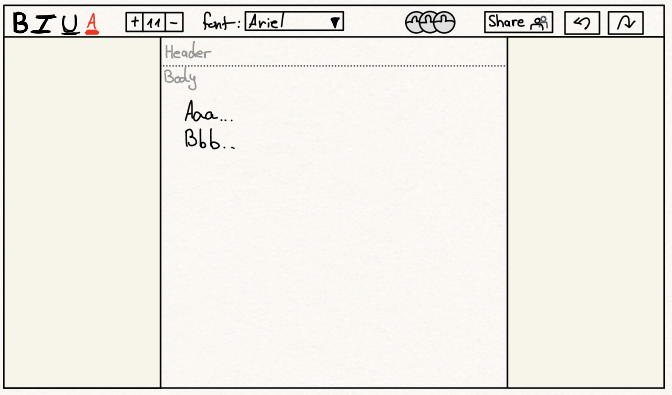 B I U A + 11 - font: Ariel Share
Header
Body
Aaa...
Bbb..